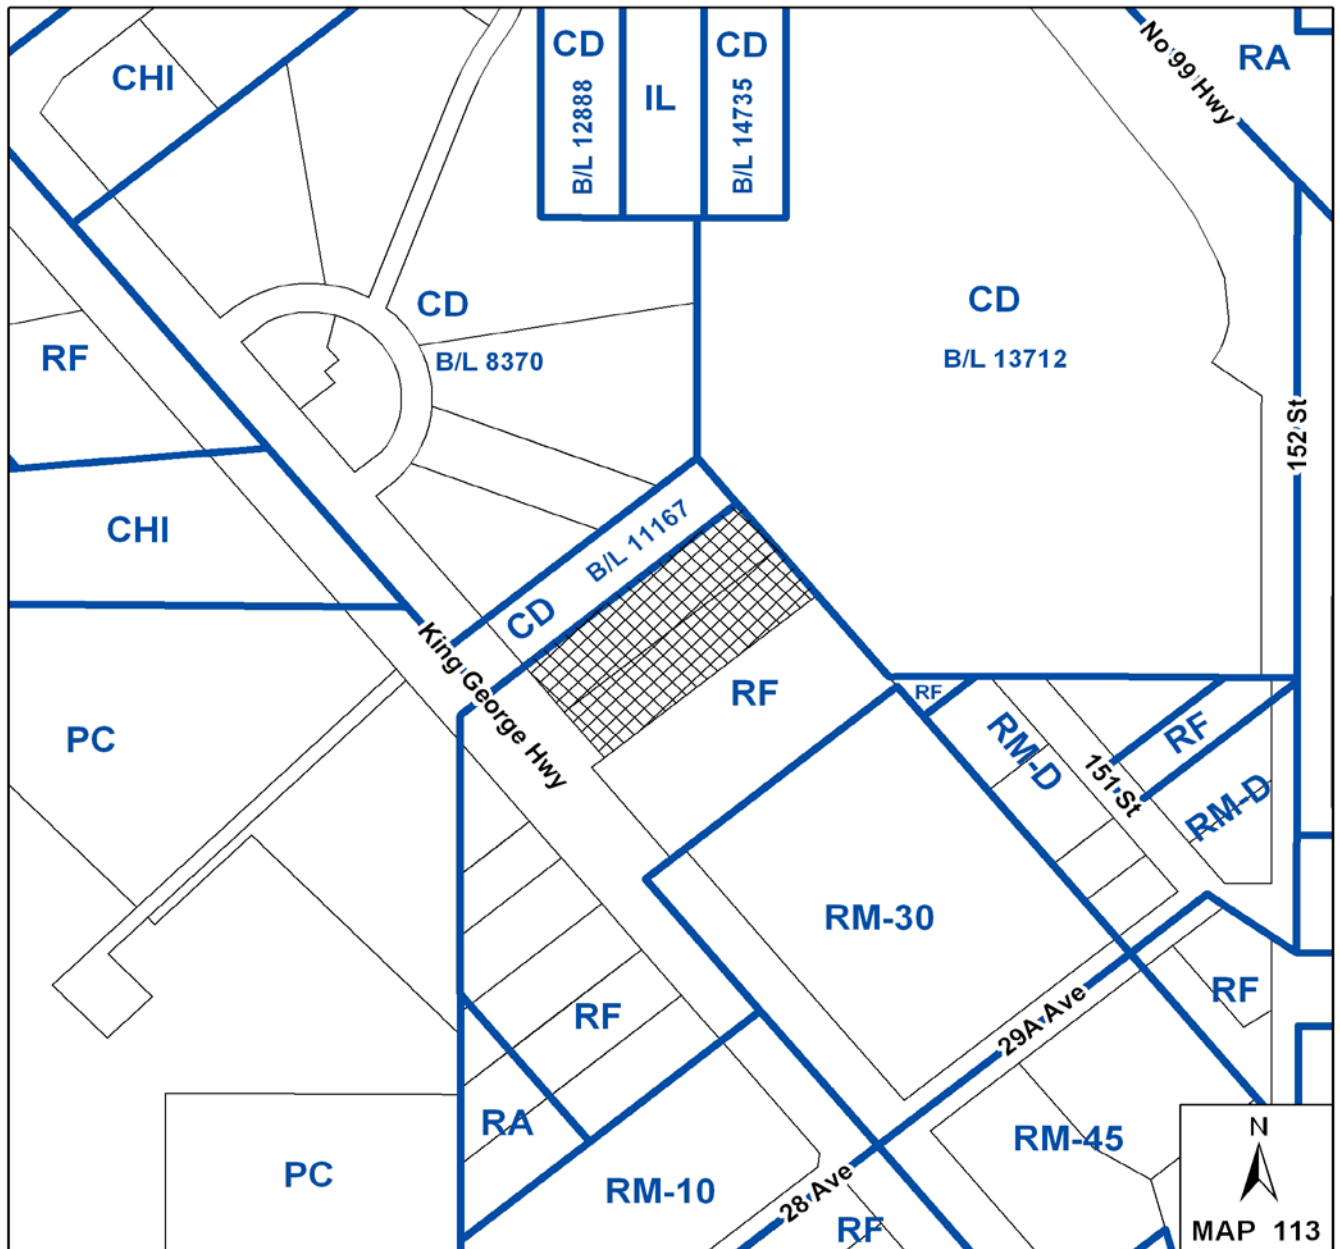 CD
CD
No 99 Hwy
RA
CHI
B/L 12888
IL
B/L 14735
CD
CD
RF
B/L 8370
B/L 13712
152 St
CHI
B/L 11167
CD
King George Hwy
RF
RF
PC
RM-D
RF
151 St
RM-D
RM-30
RF
29A Ave
RF
RA
RM-45
N
PC
RM-10
28 Ave
RF
MAP 113